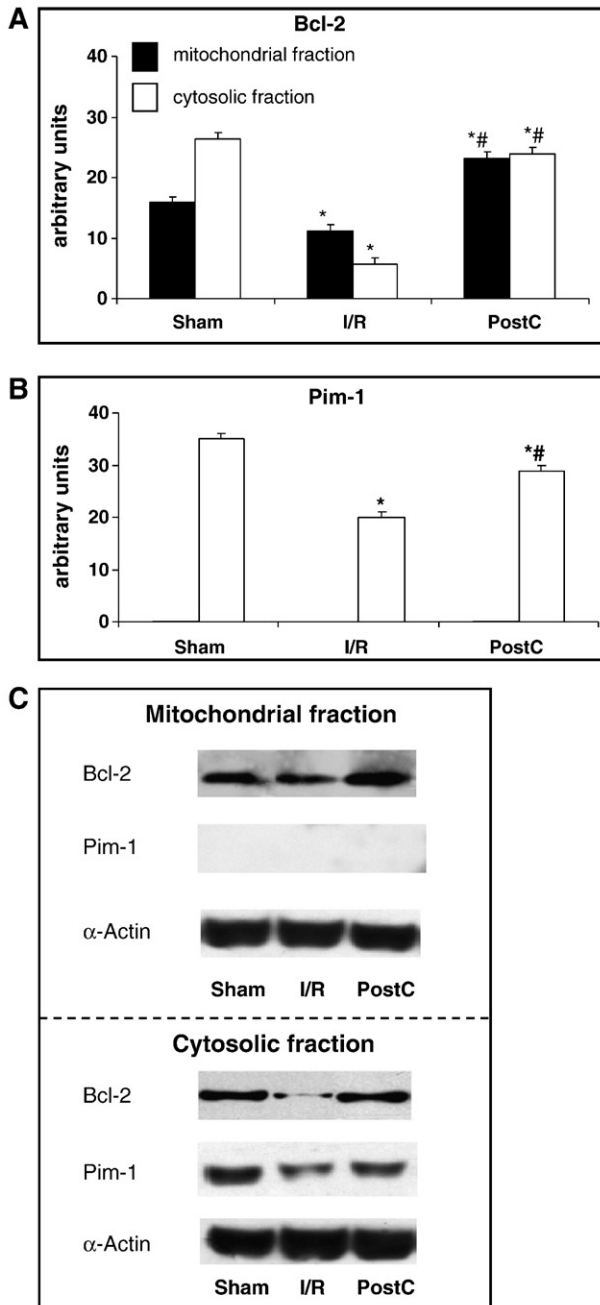 A
Bcl-2
mitochondrial fraction
cytosolic fraction
arbitrary units
40
30
20
10
0
* * *# *#
Sham I/R PostC
B
Pim-1
arbitrary units
40
30
20
10
0
* *#
Sham I/R PostC
C
Mitochondrial fraction
Bcl-2
Pim-1
α-Actin
Sham I/R PostC
Cytosolic fraction
Bcl-2
Pim-1
α-Actin
Sham I/R PostC